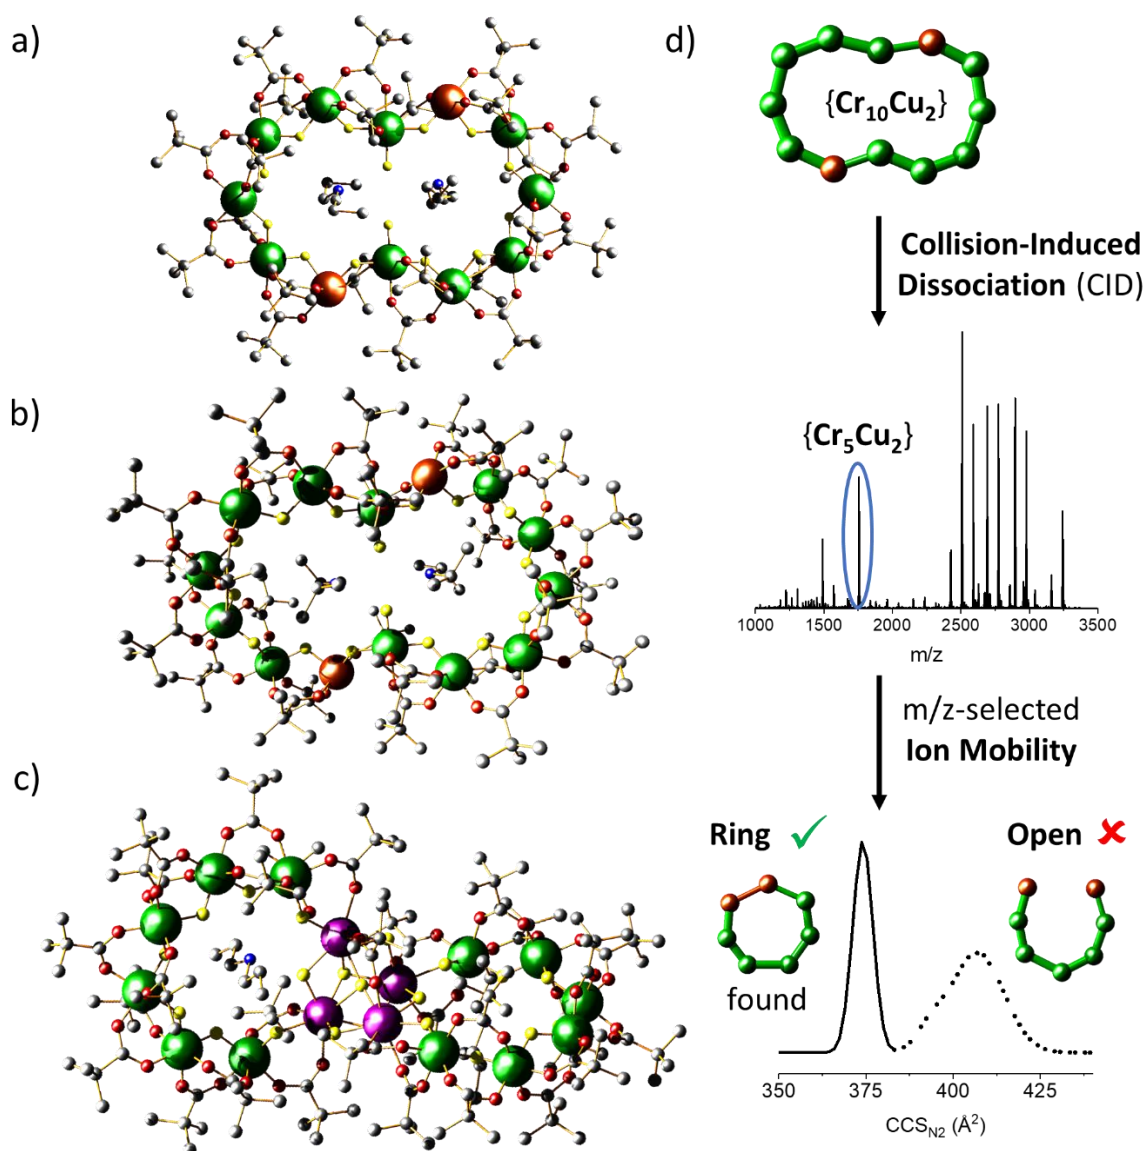 a)
b)
c)
d)
{Cr10Cu2}
Collision-Induced
Dissociation (CID)
{Cr5Cu2}
1000 1500 2000 2500 3000 3500
m/z
m/z-selected
Ion Mobility
Ring ✓ Open ✘
found
350 375 400 425
CCSN2 (Å²)